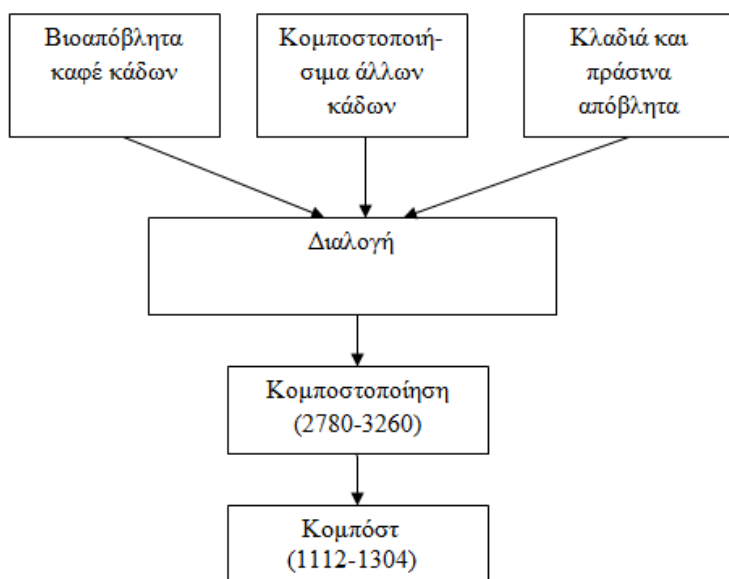 Βιοαπόβλητα
καφέ κάδων
Κομποστοποιή-
σιμα άλλων
κάδων
Κλαδιά και
πράσινα
απόβλητα
Διαλογή
Κομποστοποίηση
(2780-3260)
Κομπόστ
(1112-1304)